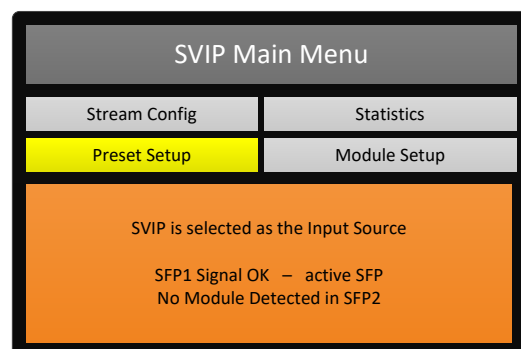 SVIP Main Menu
Stream Config
Statistics
Preset Setup
Module Setup
SVIP is selected as the Input Source
SFP1 Signal OK – active SFP
No Module Detected in SFP2